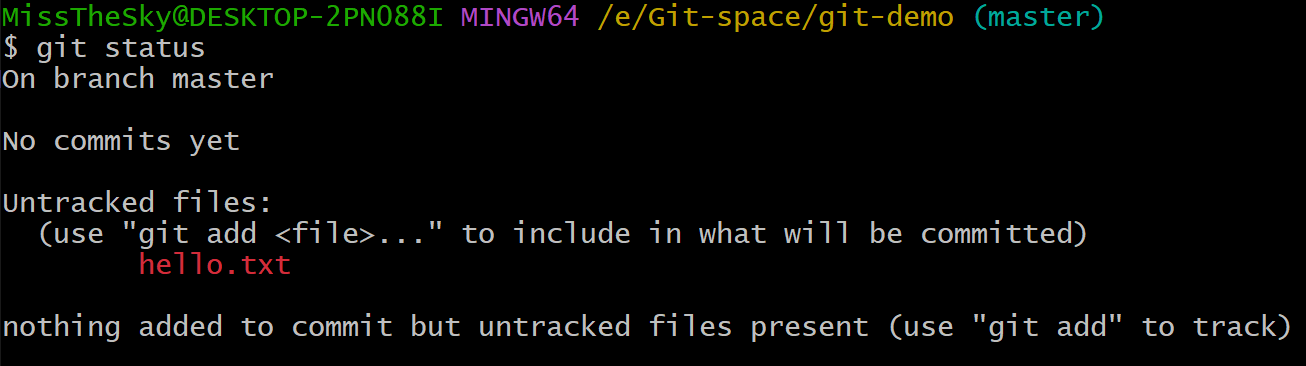 MissTheSky@DESKTOP-2PNO88I MINGW64 /e/Git-space/git-demo (master)
$ git status
On branch master
No commits yet
Untracked files:
(use "git add <file>..." to include in what will be committed)
hello.txt
nothing added to commit but untracked files present (use "git add" to track)